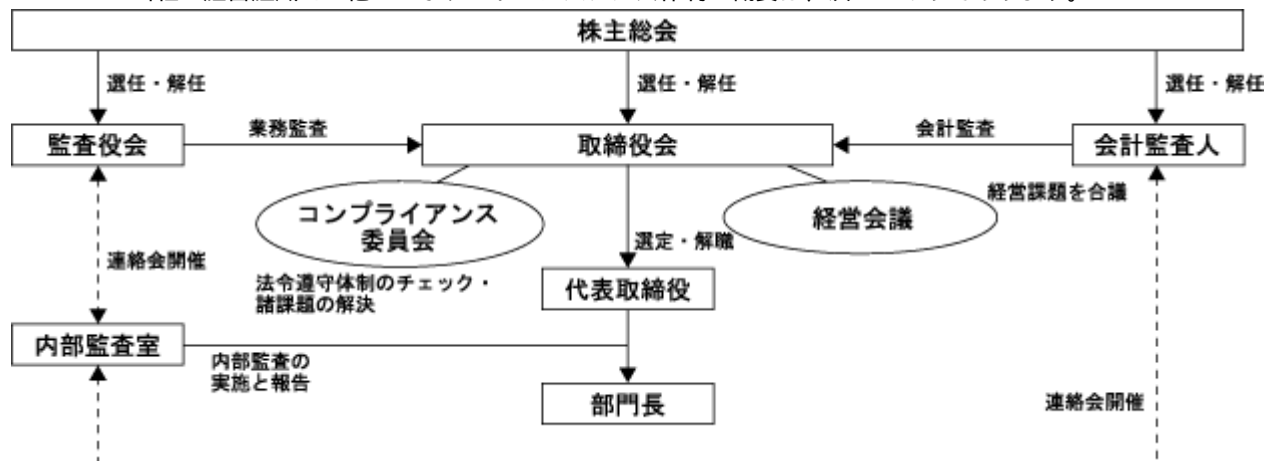 株主総会
選任・解任
選任・解任
選任・解任
監査役会
業務監査
取締役会
会計監査
会計監査人
コンプライアンス
委員会
経営会議
経営課題を合議
選定・解職
連絡会開催
法令遵守体制のチェック・
諸課題の解決
代表取締役
内部監査室
内部監査の
実施と報告
部門長
連絡会開催